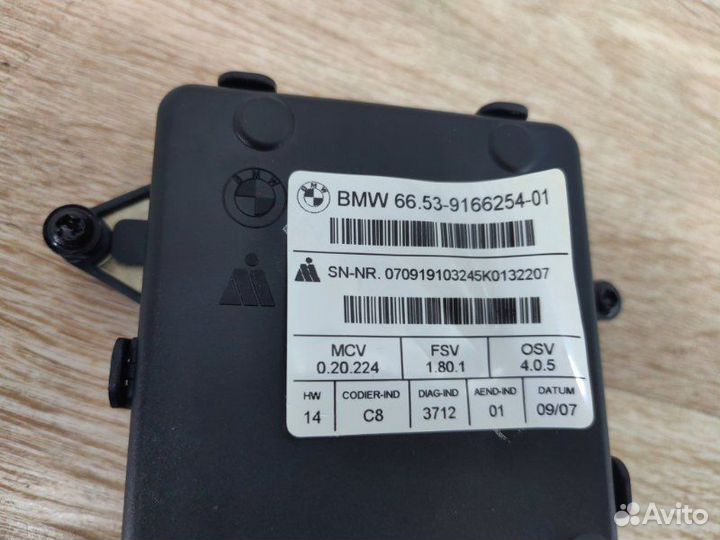 BMW 66.53-9166254-01
SN-NR. 070919103245K0132207
MCV FSV OSV
0.20.224 1.80.1 4.0.5
HW CODIER-IND DIAG-IND AEND-IND DATUM
14 C8 3712 01 09/07
Avito